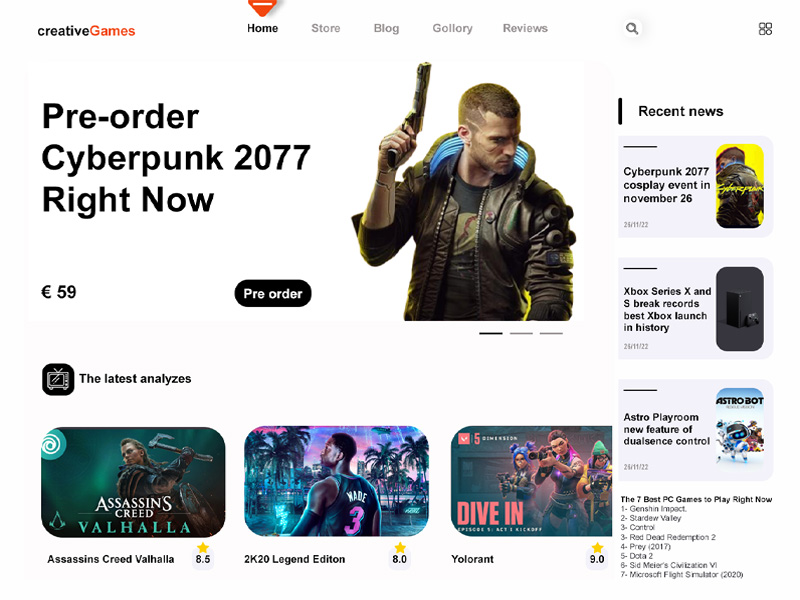 creativeGames
Home
Store
Blog
Gollory
Reviews
Pre-order
Cyberpunk 2077
Right Now
€ 59
Pre order
Recent news
Cyberpunk 2077
cosplay event in
november 26
26/11/22
Cyberpunk
Xbox Series X and
S break records
best Xbox launch
in history
26/11/22
Astro Playroom
new feature of
dualsence control
26/11/22
ASTRO BOT
The 7 Best PC Games to Play Right Now
1- Genshin Impact.
2- Stardew Valley
3- Control
3- Red Dead Redemption 2
4- Prey (2017)
5- Dota 2
6- Sid Meier's Civilization VI
7- Microsoft Flight Simulator (2020)
The latest analyzes
ASSASSIN'S
CREED
VALHALLA
Assassins Creed Valhalla
8.5
WADE
3
2K20 Legend Editon
8.0
5 DIMENSION
DIVE IN
EPISODE 5: ACT 1 KICKOFF
Yolorant
9.0